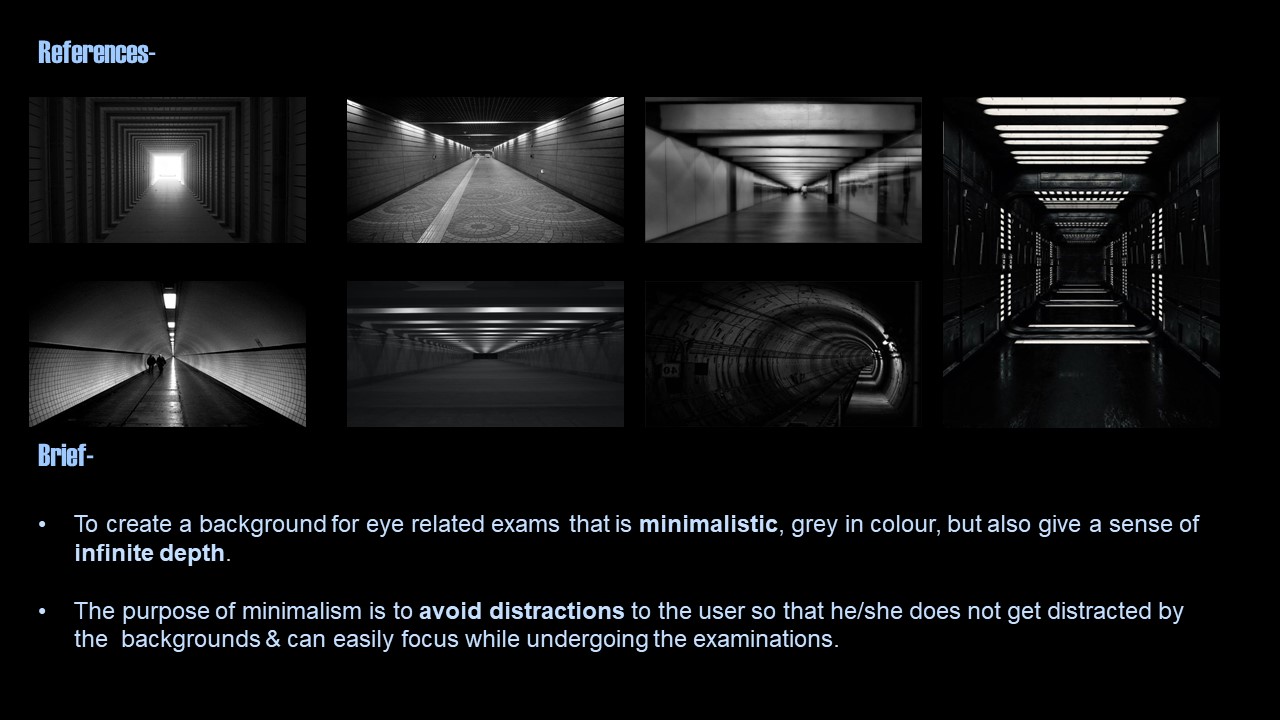 References-
Brief-
• To create a background for eye related exams that is minimalistic, grey in colour, but also give a sense of
infinite depth.
• The purpose of minimalism is to avoid distractions to the user so that he/she does not get distracted by
the backgrounds & can easily focus while undergoing the examinations.